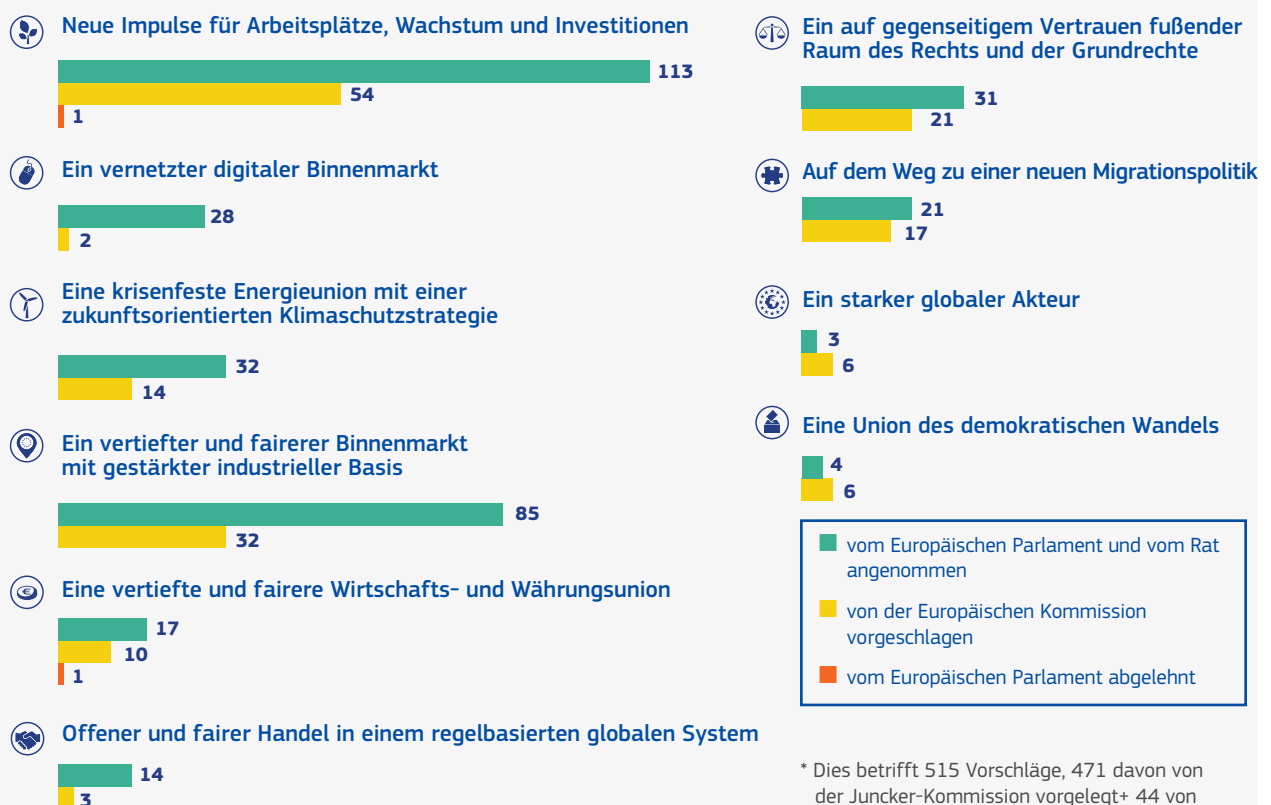 Neue Impulse für Arbeitsplätze, Wachstum und Investitionen
113
54
1
Ein vernetzter digitaler Binnenmarkt
28
2
Eine krisenfeste Energieunion mit einer
zukunftsorientierten Klimaschutzstrategie
32
14
Ein vertiefter und fairerer Binnenmarkt
mit gestärkter industrieller Basis
85
32
Eine vertiefte und fairere Wirtschafts- und Währungsunion
17
10
1
Offener und fairer Handel in einem regelbasierten globalen System
14
3
Ein auf gegenseitigem Vertrauen fußender
Raum des Rechts und der Grundrechte
31
21
Auf dem Weg zu einer neuen Migrationspolitik
21
17
Ein starker globaler Akteur
3
6
Eine Union des demokratischen Wandels
4
6
vom Europäischen Parlament und vom Rat
angenommen
von der Europäischen Kommission
vorgeschlagen
vom Europäischen Parlament abgelehnt
* Dies betrifft 515 Vorschläge, 471 davon von
der Juncker-Kommission vorgelegt+ 44 von